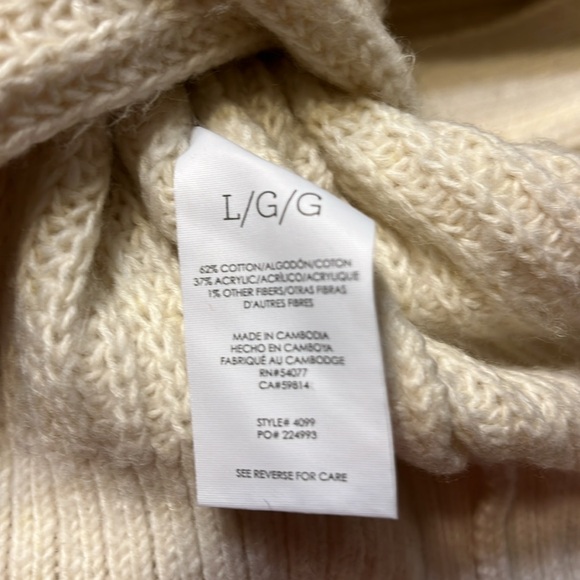 L/G/G
62% COTTON/ALGODÓN/COTON
37% ACRYLIC/ACRÍLICO/ACRYLIQUE
1% OTHER FIBERS/OTRAS FIBRAS
D'AUTRES FIBRES
MADE IN CAMBODIA
HECHO EN CAMBOYA
FABRIQUÉ AU CAMBODGE
RN#54077
CA#59814
STYLE# 4099
PO# 224993
SEE REVERSE FOR CARE